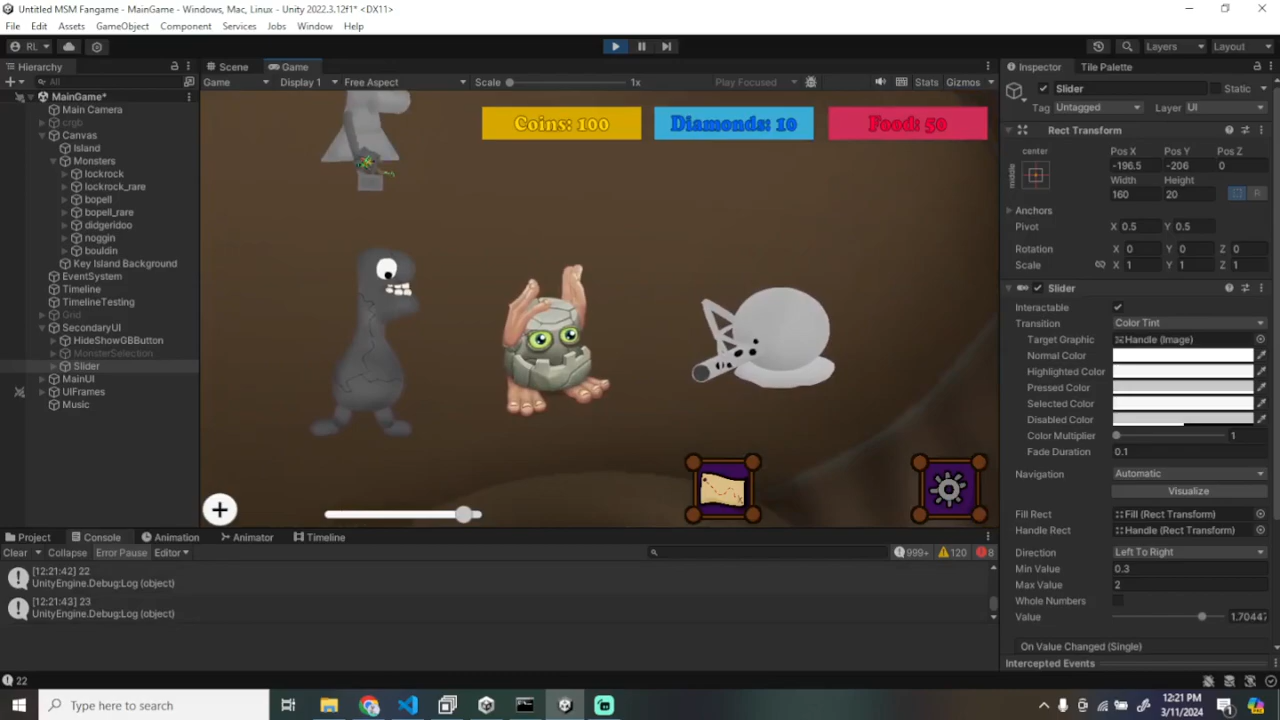 Untitled MSM Fangame - MainGame - Windows, Mac, Linux - Unity 2022.3.12f1* <DX11>
File Edit Assets GameObject Component Services Jobs Window Help
RL Layers Layout
Hierarchy Scene Game Inspector Tile Palette
All Game Display 1 Free Aspect Scale 1x Play Focused Stats Gizmos
MainGame*
Main Camera
crgb
Canvas
Island
Monsters
lockrock
lockrock_rare
bopell
bopell_rare
didgeridoo
noggin
bouldin
Key Island Background
EventSystem
Timeline
TimelineTesting
Grid
SecondaryUI
HideShowGBButton
MonsterSelection
Slider
MainUI
UIFrames
Music
Coins: 100 Diamonds: 10 Food: 50
Slider Static
Tag Untagged Layer UI
Rect Transform
center Pos X Pos Y Pos Z
middle -196.5 -206 0
Width Height
160 20
R
Anchors
Pivot X 0.5 Y 0.5
Rotation X 0 Y 0 Z 0
Scale X 1 Y 1 Z 1
Slider
Interactable
Transition Color Tint
Target Graphic Handle (Image)
Normal Color
Highlighted Color
Pressed Color
Selected Color
Disabled Color
Color Multiplier 1
Fade Duration 0.1
Navigation Automatic
Visualize
Fill Rect Fill (Rect Transform)
Handle Rect Handle (Rect Transform)
Direction Left To Right
Min Value 0.3
Max Value 2
Whole Numbers
Value 1.7044
On Value Changed (Single)
Intercepted Events
Project Console Animation Animator Timeline
Clear Collapse Error Pause Editor 999+ 120 8
[12:21:42] 22
UnityEngine.Debug:Log (object)
[12:21:43] 23
UnityEngine.Debug:Log (object)
22
Type here to search
12:21 PM
3/11/2024
1